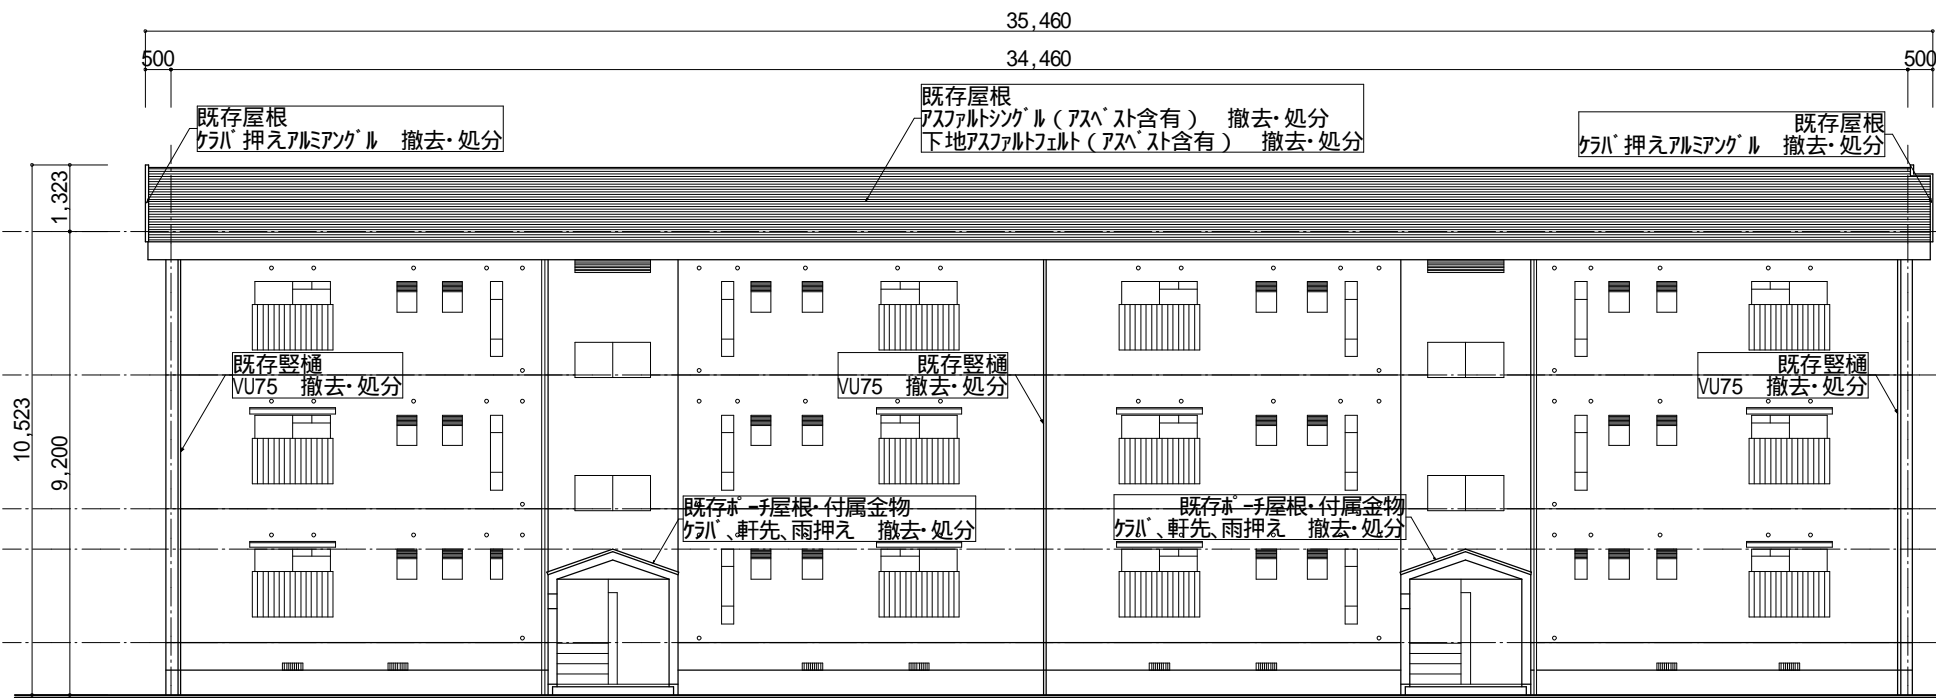 35,460
500
34,460
500
既存屋根
ｹﾗﾊﾞ押えｱﾙﾐｱﾝｸﾞﾙ　撤去・処分
既存屋根
ｱｽﾌｧﾙﾄｼﾝｸﾞﾙ（ｱｽﾍﾞｽﾄ含有）　撤去・処分
下地ｱｽﾌｧﾙﾄﾌｪﾙﾄ（ｱｽﾍﾞｽﾄ含有）　撤去・処分
既存屋根
ｹﾗﾊﾞ押えｱﾙﾐｱﾝｸﾞﾙ　撤去・処分
1,323
10,523
9,200
既存竪樋
VU75　撤去・処分
既存竪樋
VU75　撤去・処分
既存竪樋
VU75　撤去・処分
既存ﾎﾟｰﾁ屋根・付属金物
ｹﾗﾊﾞ、軒先、雨押え　撤去・処分
既存ﾎﾟｰﾁ屋根・付属金物
ｹﾗﾊﾞ、軒先、雨押え　撤去・処分